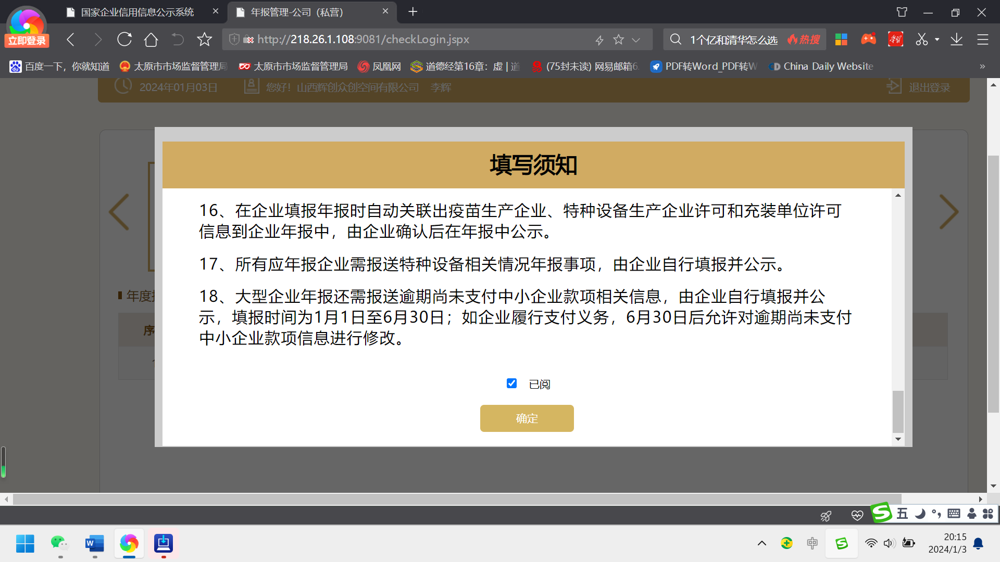 国家企业信用信息公示系统
年报管理-公司（私营）
立即登录
http://218.26.1.108:9081/checkLogin.jspx
1个亿和清华怎么选
热搜
百度一下，你就知道
太原市市场监督管理局
太原市市场监督管理局
凤凰网
道德经第16章：虚 | 道
(75封未读) 网易邮箱6.
PDF转Word_PDF转W
China Daily Website
2024年01月03日
您好！山西辉创众创空间有限公司 李辉
退出登录
填写须知
16、在企业填报年报时自动关联出疫苗生产企业、特种设备生产企业许可和充装单位许可
信息到企业年报中，由企业确认后在年报中公示。
17、所有应年报企业需报送特种设备相关情况年报事项，由企业自行填报并公示。
18、大型企业年报还需报送逾期尚未支付中小企业款项相关信息，由企业自行填报并公
示，填报时间为1月1日至6月30日；如企业履行支付义务，6月30日后允许对逾期尚未支付
中小企业款项信息进行修改。
年度
序
1
已阅
确定
五
中
20:15
2024/1/3